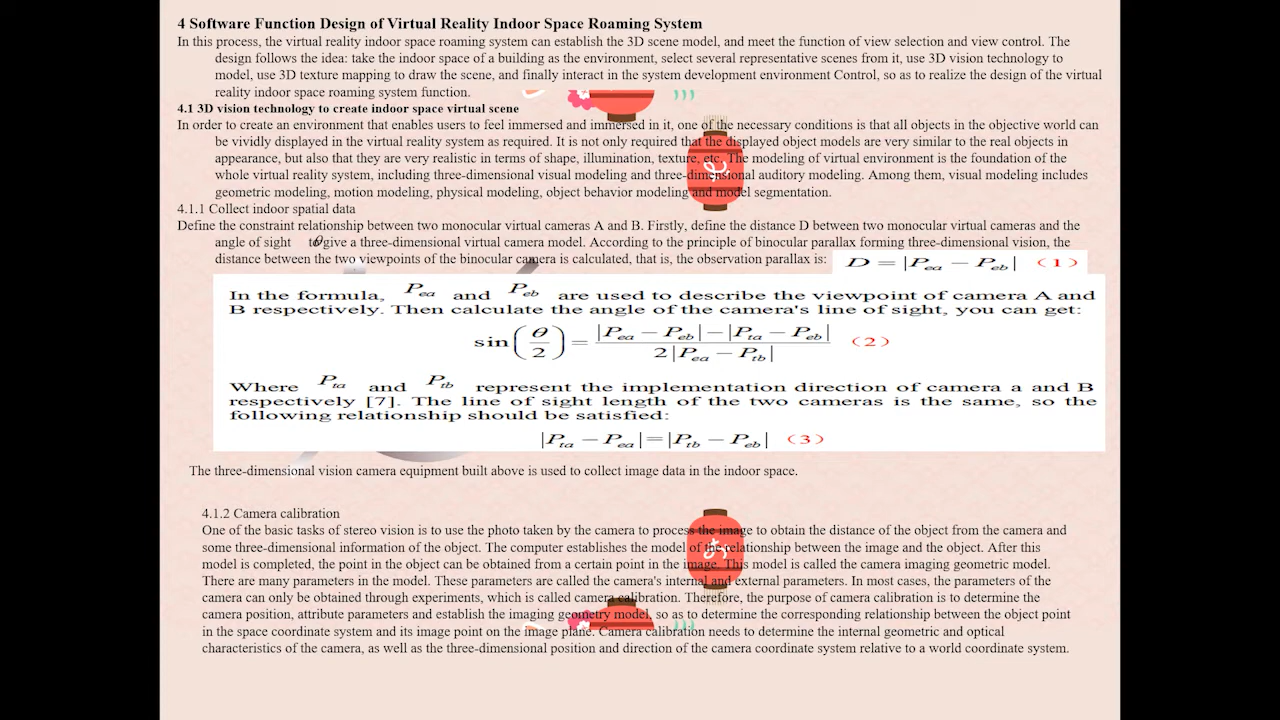 4 Software Function Design of Virtual Reality Indoor Space Roaming System
In this process, the virtual reality indoor space roaming system can establish the 3D scene model, and meet the function of view selection and view control. The
design follows the idea: take the indoor space of a building as the environment, select several representative scenes from it, use 3D vision technology to
model, use 3D texture mapping to draw the scene, and finally interact in the system development environment Control, so as to realize the design of the virtual
reality indoor space roaming system function.
4.1 3D vision technology to create indoor space virtual scene
In order to create an environment that enables users to feel immersed and immersed in it, one of the necessary conditions is that all objects in the objective world can
be vividly displayed in the virtual reality system as required. It is not only required that the displayed object models are very similar to the real objects in
appearance, but also that they are very realistic in terms of shape, illumination, texture, etc. The modeling of virtual environment is the foundation of the
whole virtual reality system, including three-dimensional visual modeling and three-dimensional auditory modeling. Among them, visual modeling includes
geometric modeling, motion modeling, physical modeling, object behavior modeling and model segmentation.
4.1.1 Collect indoor spatial data
Define the constraint relationship between two monocular virtual cameras A and B. Firstly, define the distance D between two monocular virtual cameras and the
angle of sight θ to give a three-dimensional virtual camera model. According to the principle of binocular parallax forming three-dimensional vision, the
distance between the two viewpoints of the binocular camera is calculated, that is, the observation parallax is: D = |P_ea − P_eb| （1）
In the formula, P_ea and P_eb are used to describe the viewpoint of camera A and
B respectively. Then calculate the angle of the camera's line of sight, you can get:
sin(θ/2) = (|P_ea − P_eb| − |P_ta − P_eb|) / (2|P_ea − P_tb|) （2）
Where P_ta and P_tb represent the implementation direction of camera a and B
respectively [7]. The line of sight length of the two cameras is the same, so the
following relationship should be satisfied:
|P_ta − P_ea| = |P_tb − P_eb| （3）
The three-dimensional vision camera equipment built above is used to collect image data in the indoor space.
4.1.2 Camera calibration
One of the basic tasks of stereo vision is to use the photo taken by the camera to process the image to obtain the distance of the object from the camera and
some three-dimensional information of the object. The computer establishes the model of the relationship between the image and the object. After this
model is completed, the point in the object can be obtained from a certain point in the image. This model is called the camera imaging geometric model.
There are many parameters in the model. These parameters are called the camera's internal and external parameters. In most cases, the parameters of the
camera can only be obtained through experiments, which is called camera calibration. Therefore, the purpose of camera calibration is to determine the
camera position, attribute parameters and establish the imaging geometry model, so as to determine the corresponding relationship between the object point
in the space coordinate system and its image point on the image plane. Camera calibration needs to determine the internal geometric and optical
characteristics of the camera, as well as the three-dimensional position and direction of the camera coordinate system relative to a world coordinate system.